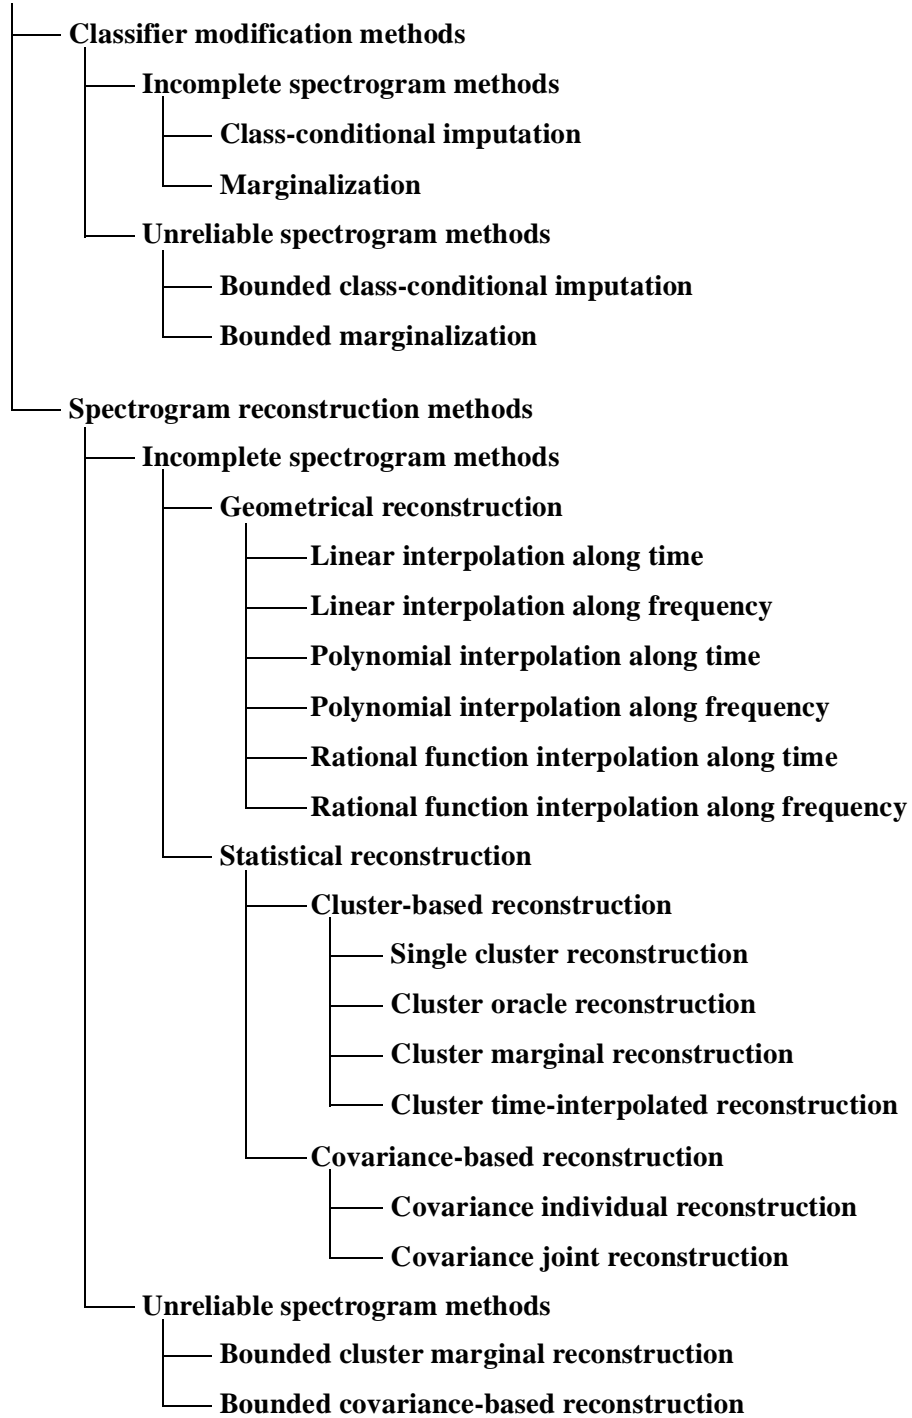 Classifier modification methods
Incomplete spectrogram methods
Class-conditional imputation
Marginalization
Unreliable spectrogram methods
Bounded class-conditional imputation
Bounded marginalization
Spectrogram reconstruction methods
Incomplete spectrogram methods
Geometrical reconstruction
Linear interpolation along time
Linear interpolation along frequency
Polynomial interpolation along time
Polynomial interpolation along frequency
Rational function interpolation along time
Rational function interpolation along frequency
Statistical reconstruction
Cluster-based reconstruction
Single cluster reconstruction
Cluster oracle reconstruction
Cluster marginal reconstruction
Cluster time-interpolated reconstruction
Covariance-based reconstruction
Covariance individual reconstruction
Covariance joint reconstruction
Unreliable spectrogram methods
Bounded cluster marginal reconstruction
Bounded covariance-based reconstruction